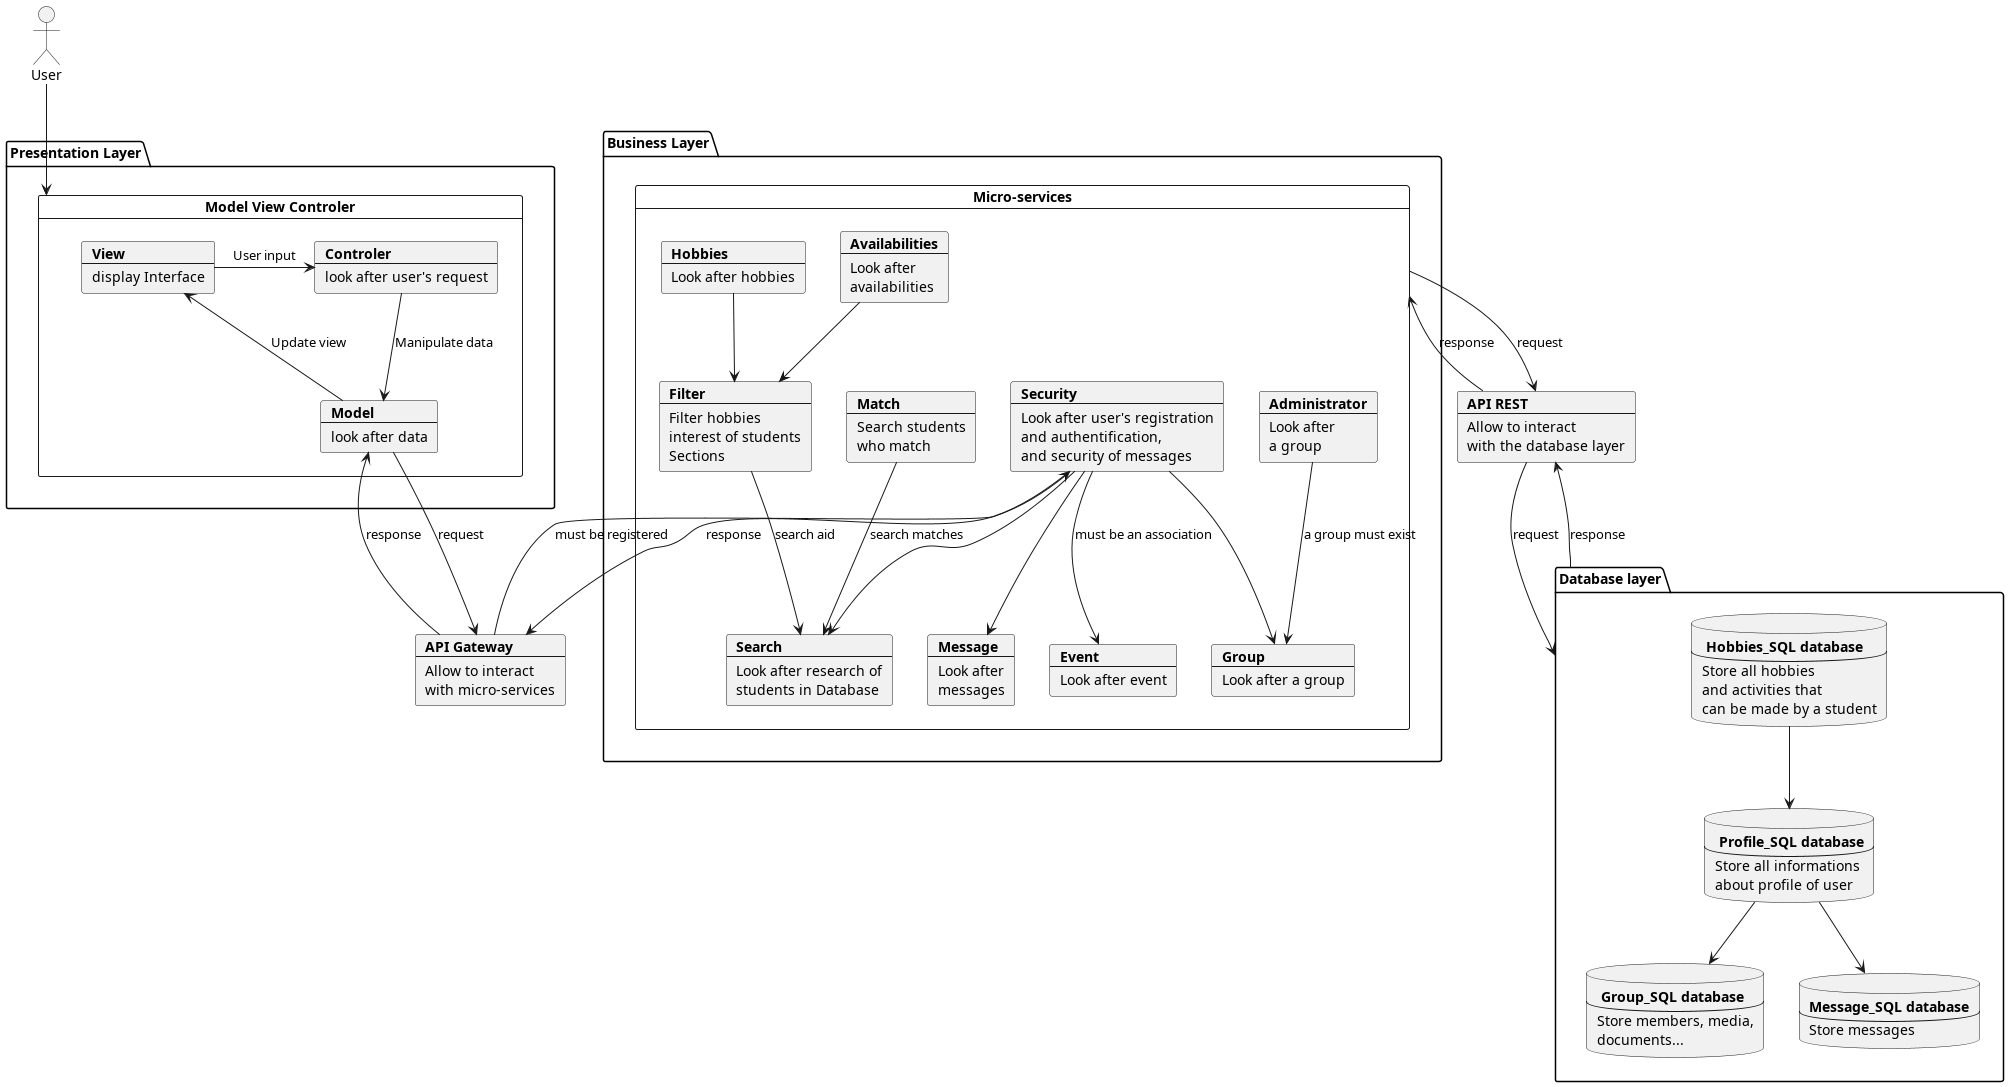 User
Presentation Layer
Model View Controler
View
display Interface
User input
Controler
look after user's request
Update view
Manipulate data
Model
look after data
response
request
API Gateway
Allow to interact
with micro-services
must be registered
response
Business Layer
Micro-services
Hobbies
Look after hobbies
Availabilities
Look after
availabilities
Filter
Filter hobbies
interest of students
Sections
Match
Search students
who match
Security
Look after user's registration
and authentification,
and security of messages
Administrator
Look after
a group
search aid
search matches
must be an association
a group must exist
Search
Look after research of
students in Database
Message
Look after
messages
Event
Look after event
Group
Look after a group
response
request
API REST
Allow to interact
with the database layer
request
response
Database layer
Hobbies_SQL database
Store all hobbies
and activities that
can be made by a student
Profile_SQL database
Store all informations
about profile of user
Group_SQL database
Store members, media,
documents...
Message_SQL database
Store messages